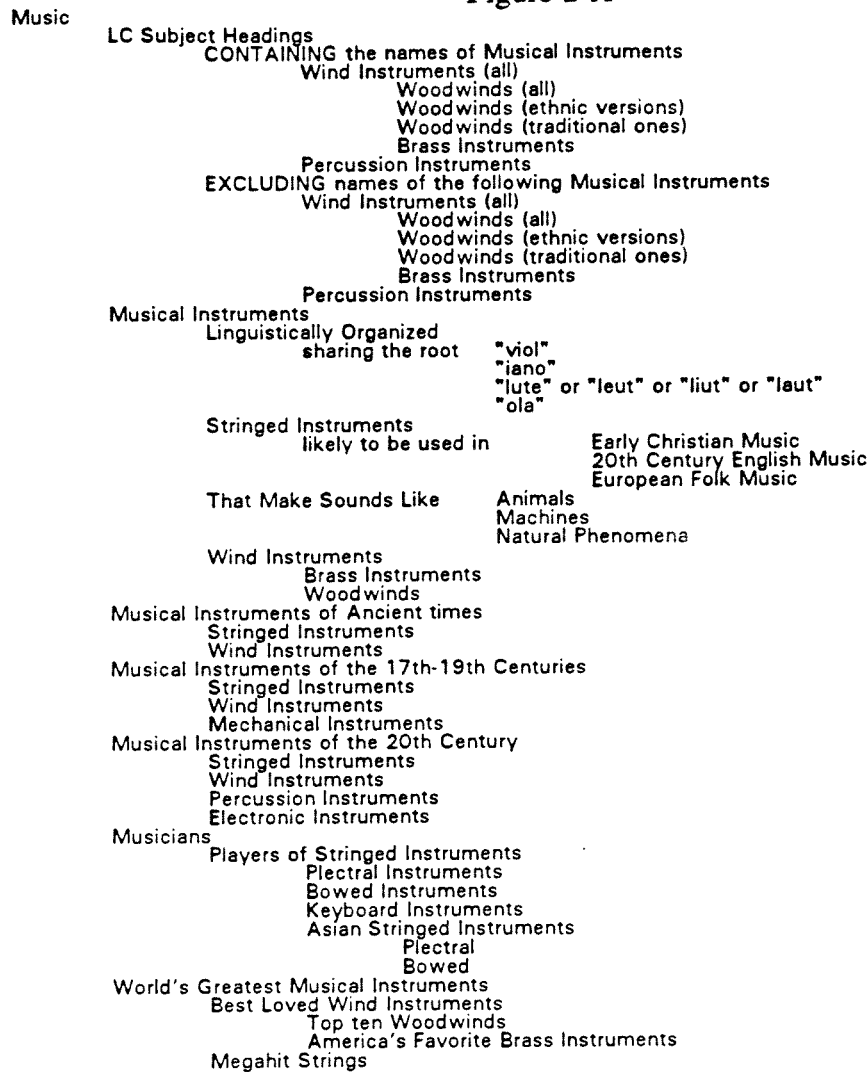 Music
LC Subject Headings
CONTAINING the names of Musical Instruments
Wind Instruments (all)
Woodwinds (all)
Woodwinds (ethnic versions)
Woodwinds (traditional ones)
Brass Instruments
Percussion Instruments
EXCLUDING names of the following Musical Instruments
Wind Instruments (all)
Woodwinds (all)
Woodwinds (ethnic versions)
Woodwinds (traditional ones)
Brass Instruments
Percussion Instruments
Musical Instruments
Linguistically Organized
sharing the root "viol"
"iano"
"lute" or "leut" or "liut" or "laut"
"ola"
Stringed Instruments
likely to be used in Early Christian Music
20th Century English Music
European Folk Music
That Make Sounds Like Animals
Machines
Natural Phenomena
Wind Instruments
Brass Instruments
Woodwinds
Musical Instruments of Ancient times
Stringed Instruments
Wind Instruments
Musical Instruments of the 17th-19th Centuries
Stringed Instruments
Wind Instruments
Mechanical Instruments
Musical Instruments of the 20th Century
Stringed Instruments
Wind Instruments
Percussion Instruments
Electronic Instruments
Musicians
Players of Stringed Instruments
Plectral Instruments
Bowed Instruments
Keyboard Instruments
Asian Stringed Instruments
Plectral
Bowed
World's Greatest Musical Instruments
Best Loved Wind Instruments
Top ten Woodwinds
America's Favorite Brass Instruments
Megahit Strings